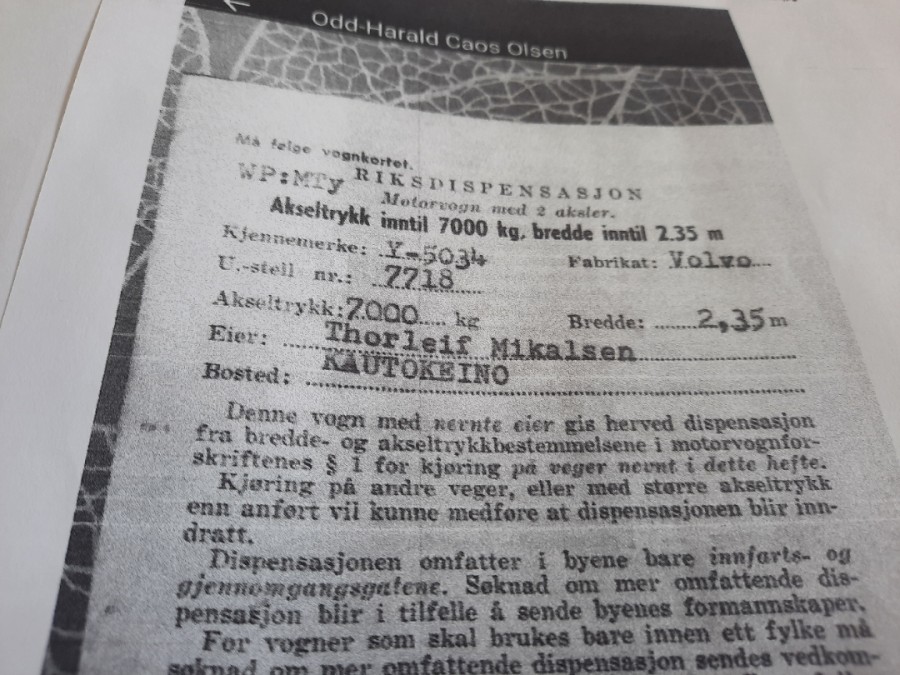 Odd-Harald Caos Olsen
Må følge vognkortet.
WP:MTy RIKSDISPENSASJON
Motorvogn med 2 aksler.
Akseltrykk inntil 7000 kg, bredde inntil 2.35 m
Kjennemerke: Y-5034 Fabrikat: Volvo....
U.-stell nr.: 7718......
Akseltrykk: 7000..... kg Bredde: ........2,35 m
Eier: ......Thorleif Mikalsen
Bosted: KAUTOKEINO
Denne vogn med nevnte eier gis herved dispensasjon
fra bredde- og akseltrykkbestemmelsene i motorvognfor-
skriftenes § 1 for kjøring på veger nevnt i dette hefte.
Kjøring på andre veger, eller med større akseltrykk
enn anført vil kunne medføre at dispensasjonen blir inn-
dratt.
Dispensasjonen omfatter i byene bare innfarts- og
gjennomgangsgatene. Søknad om mer omfattende dis-
pensasjon blir i tilfelle å sende byenes formannskaper.
For vogner som skal brukes bare innen ett fylke må
søknad om mer omfattende dispensasjon sendes vedkom-